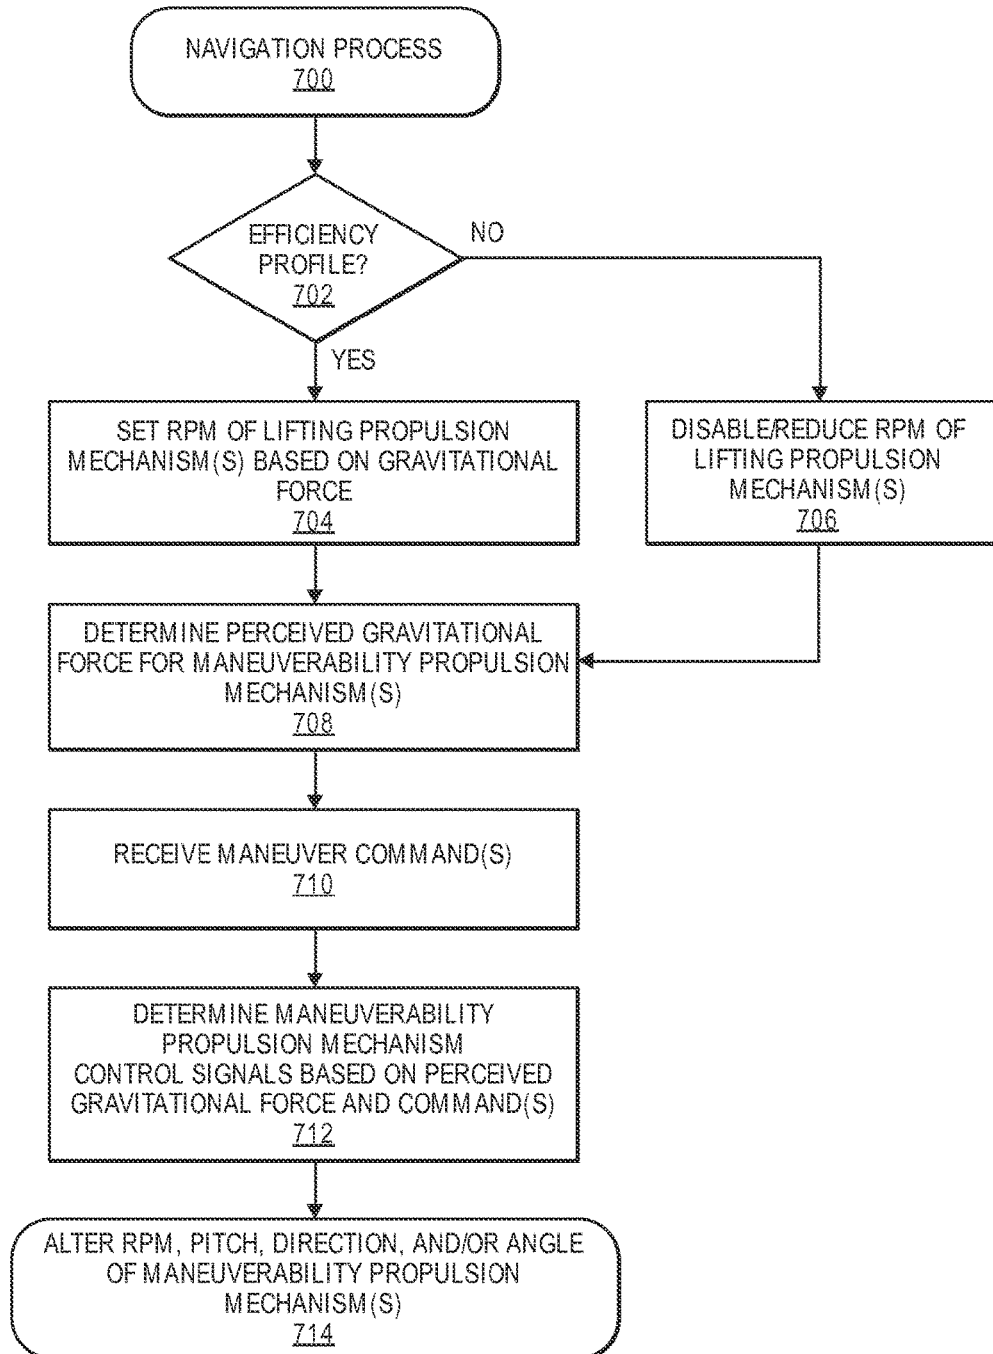 NAVIGATION PROCESS
700
EFFICIENCY
PROFILE?
702
NO
YES
SET RPM OF LIFTING PROPULSION
MECHANISM(S) BASED ON GRAVITATIONAL
FORCE
704
DISABLE/REDUCE RPM OF
LIFTING PROPULSION
MECHANISM(S)
706
DETERMINE PERCEIVED GRAVITATIONAL
FORCE FOR MANEUVERABILITY PROPULSION
MECHANISM(S)
708
RECEIVE MANEUVER COMMAND(S)
710
DETERMINE MANEUVERABILITY
PROPULSION MECHANISM
CONTROL SIGNALS BASED ON PERCEIVED
GRAVITATIONAL FORCE AND COMMAND(S)
712
ALTER RPM, PITCH, DIRECTION, AND/OR ANGLE
OF MANEUVERABILITY PROPULSION
MECHANISM(S)
714